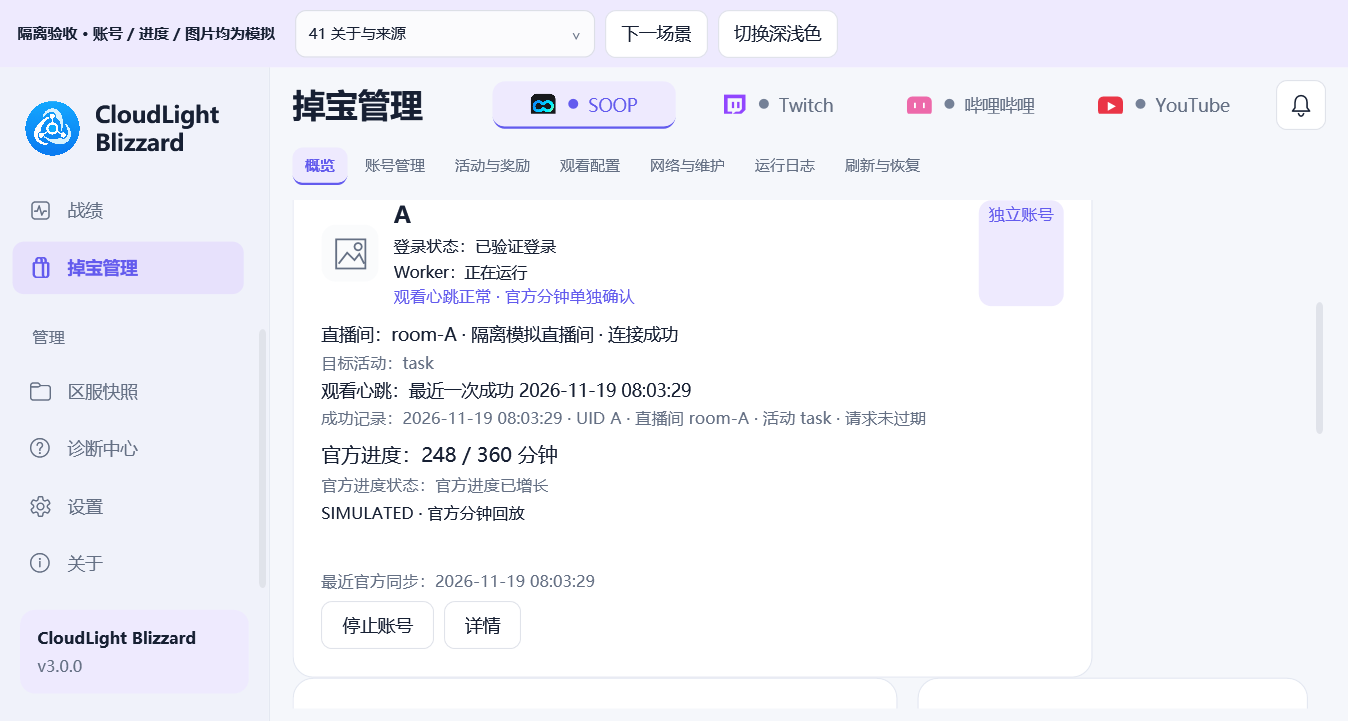 隔离验收 • 账号 / 进度 / 图片均为模拟
41 关于与来源
下一场景
切换深浅色
CloudLight Blizzard
战绩
掉宝管理
管理
区服快照
诊断中心
设置
关于
CloudLight Blizzard
v3.0.0
掉宝管理
SOOP
Twitch
哔哩哔哩
YouTube
概览
账号管理
活动与奖励
观看配置
网络与维护
运行日志
刷新与恢复
A
独立账号
登录状态：已验证登录
Worker：正在运行
观看心跳正常 · 官方分钟单独确认
直播间：room-A · 隔离模拟直播间 · 连接成功
目标活动：task
观看心跳：最近一次成功 2026-11-19 08:03:29
成功记录：2026-11-19 08:03:29 · UID A · 直播间 room-A · 活动 task · 请求未过期
官方进度：248 / 360 分钟
官方进度状态：官方进度已增长
SIMULATED · 官方分钟回放
最近官方同步：2026-11-19 08:03:29
停止账号
详情